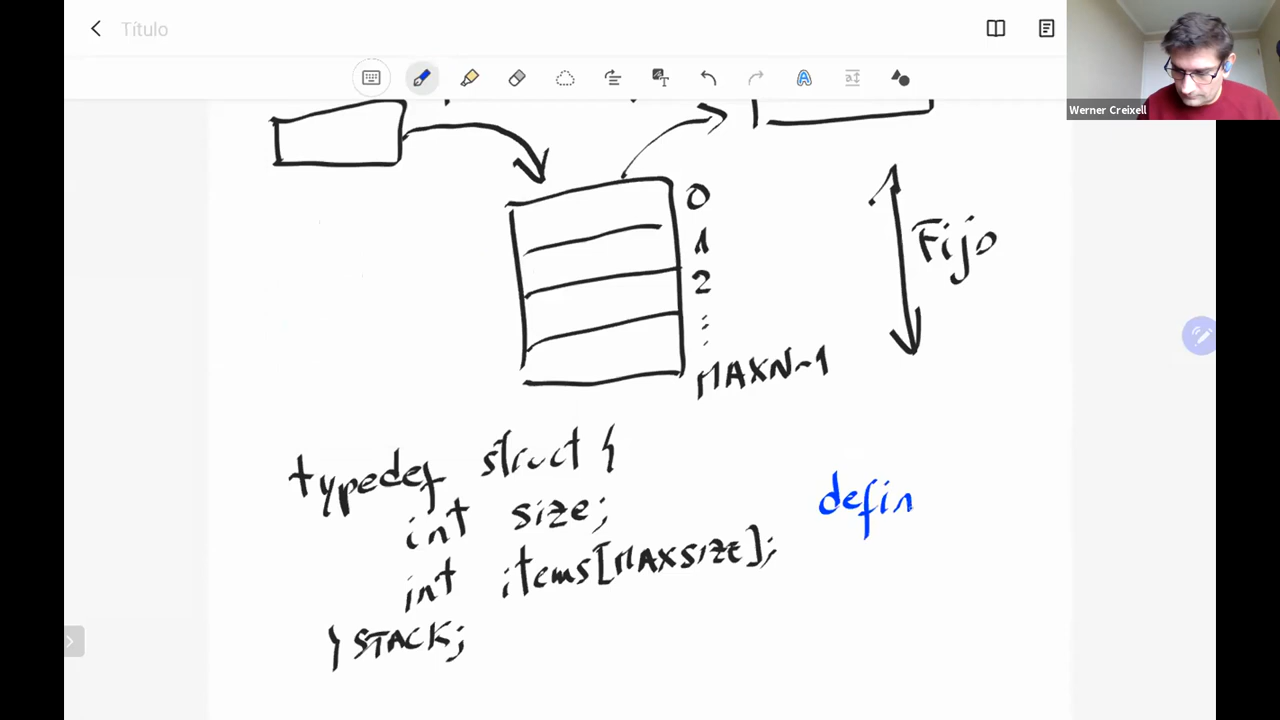 Título
Werner Creixell
0
1
2
Fijo
MAXN-1
typedef struct {
int size;
int items[MAXSIZE];
} STACK;
defin